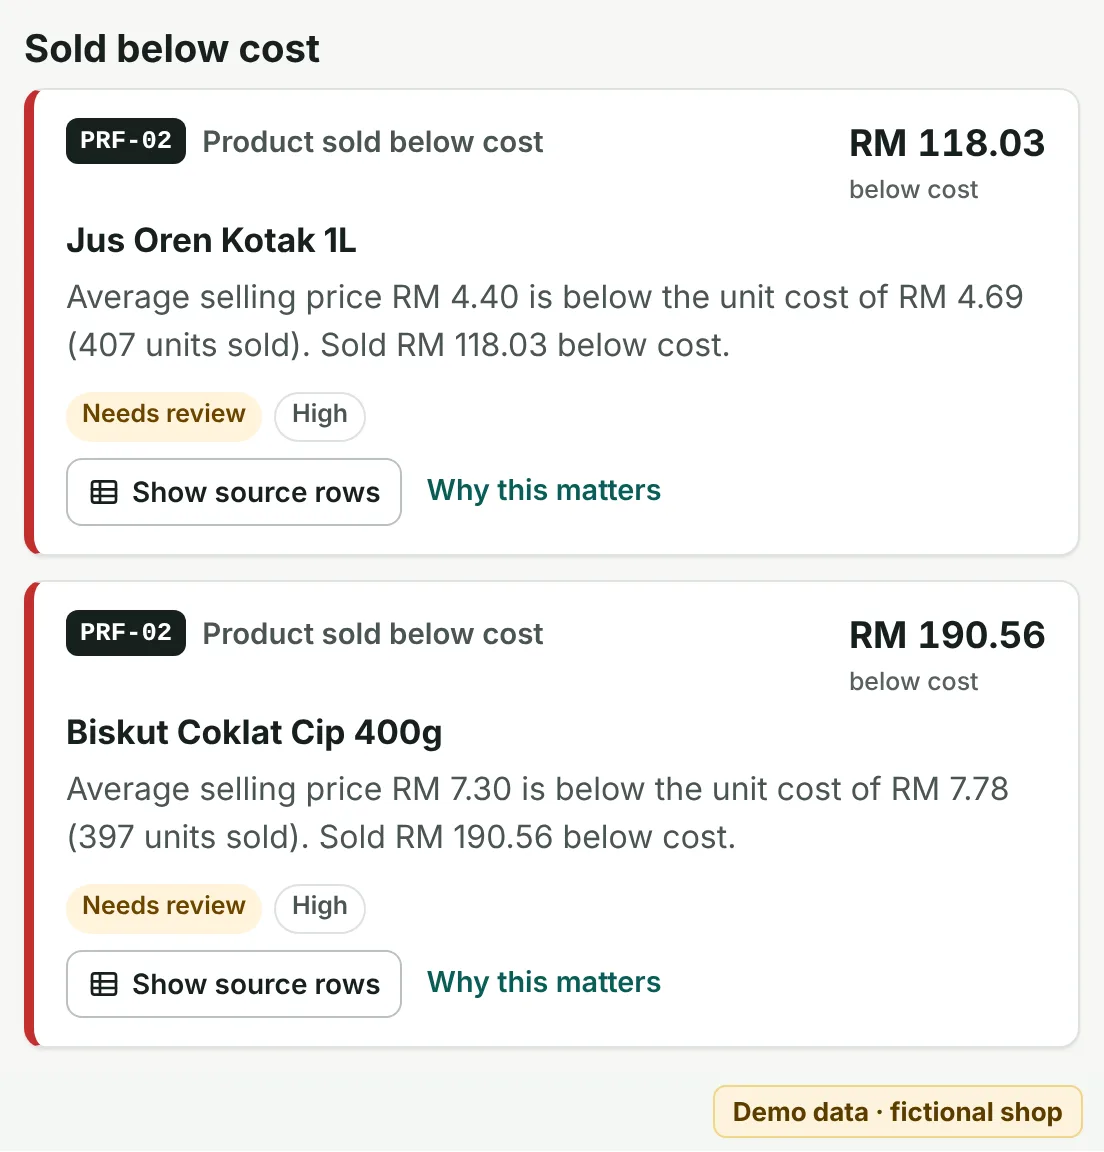 Sold below cost
PRF-02 Product sold below cost
RM 118.03
below cost
Jus Oren Kotak 1L
Average selling price RM 4.40 is below the unit cost of RM 4.69
(407 units sold). Sold RM 118.03 below cost.
Needs review High
Show source rows Why this matters
PRF-02 Product sold below cost
RM 190.56
below cost
Biskut Coklat Cip 400g
Average selling price RM 7.30 is below the unit cost of RM 7.78
(397 units sold). Sold RM 190.56 below cost.
Needs review High
Show source rows Why this matters
Demo data · fictional shop